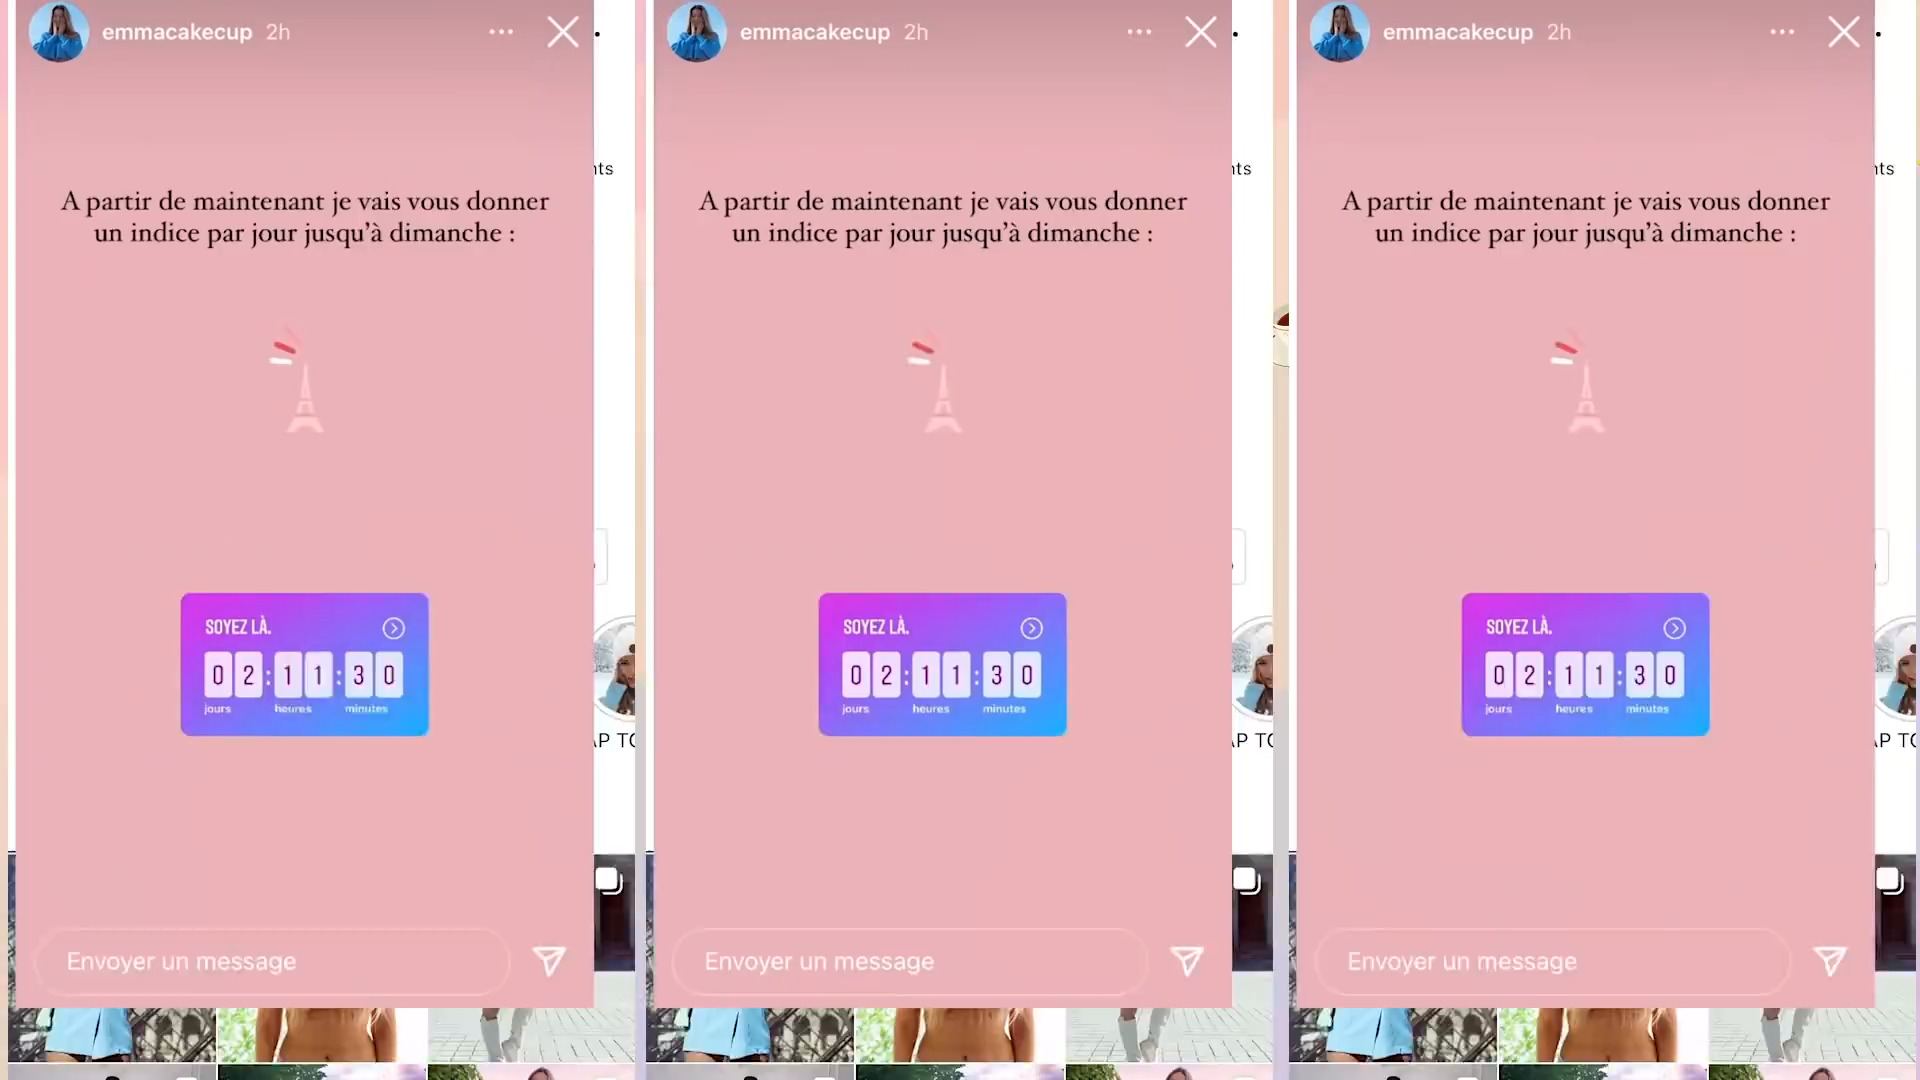 emmacakecup 2h
A partir de maintenant je vais vous donner
un indice par jour jusqu'à dimanche :
SOYEZ LÀ.
02:11:30
jours heures minutes
Envoyer un message
emmacakecup 2h
A partir de maintenant je vais vous donner
un indice par jour jusqu'à dimanche :
SOYEZ LÀ.
02:11:30
jours heures minutes
Envoyer un message
emmacakecup 2h
A partir de maintenant je vais vous donner
un indice par jour jusqu'à dimanche :
SOYEZ LÀ.
02:11:30
jours heures minutes
Envoyer un message